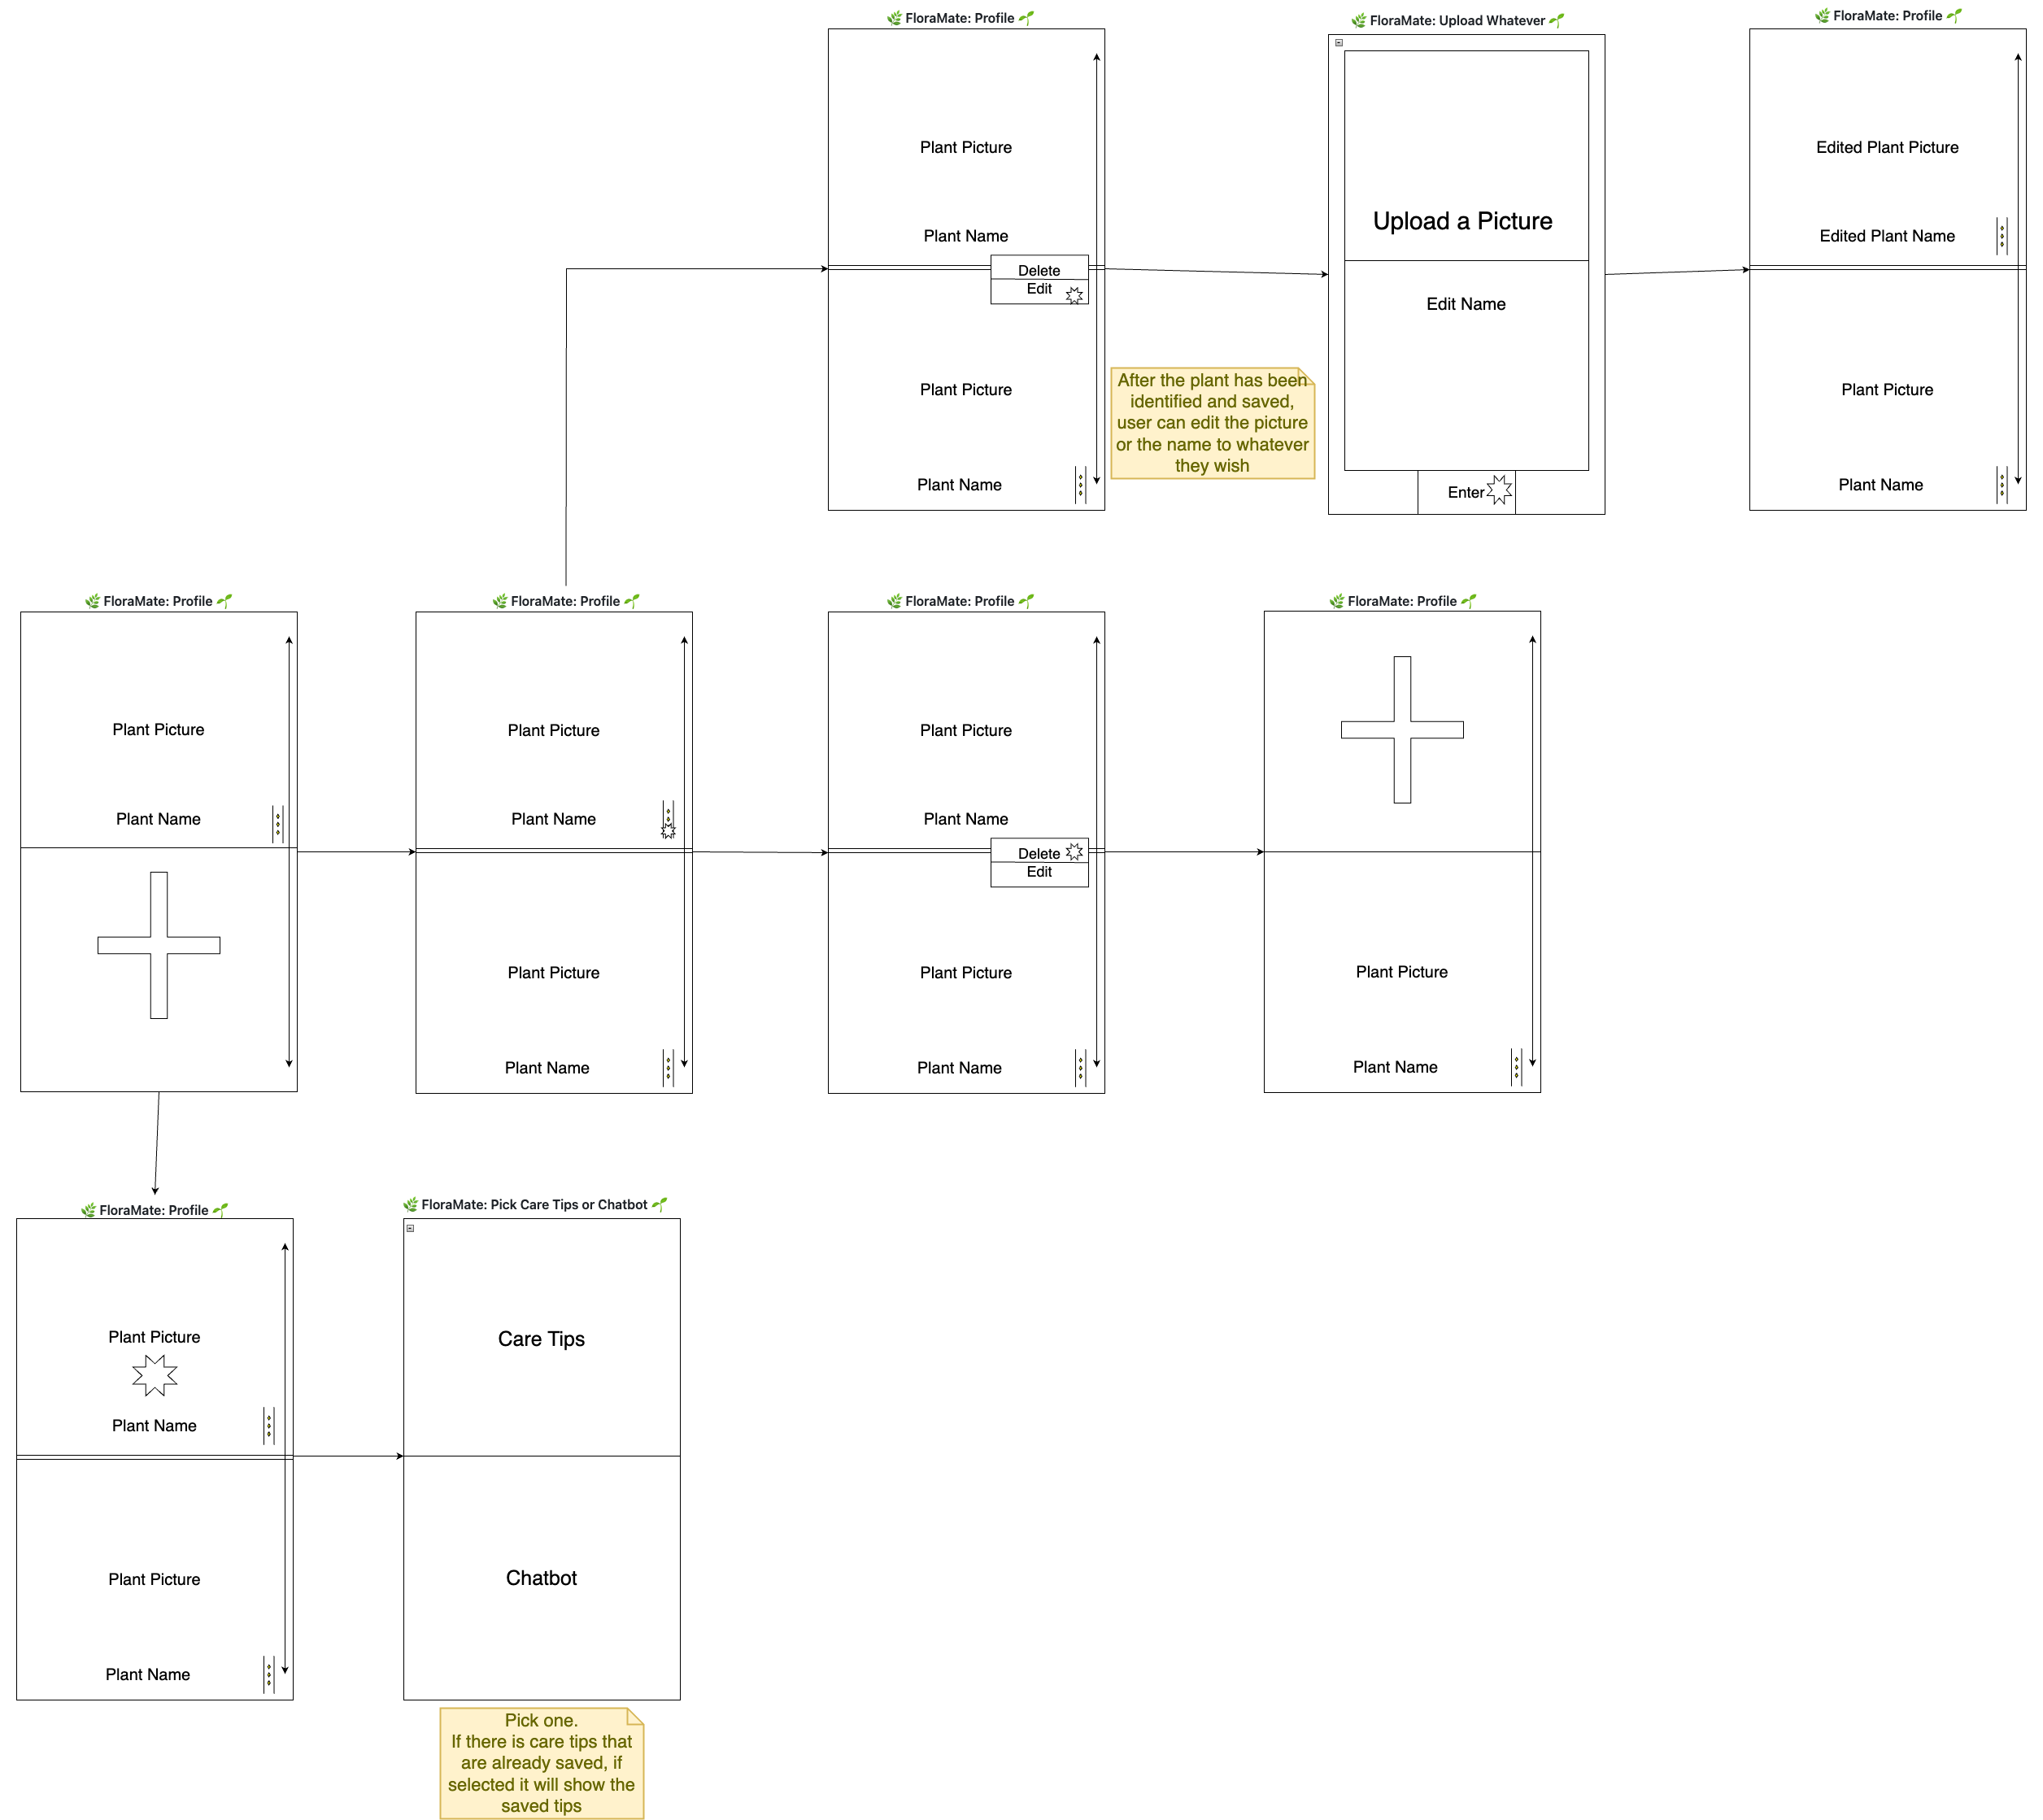 🌿 FloraMate: Profile 🌱
Plant Picture
Plant Name
Delete
Edit
Plant Picture
Plant Name
After the plant has been
identified and saved,
user can edit the picture
or the name to whatever
they wish
🌿 FloraMate: Upload Whatever 🌱
Upload a Picture
Edit Name
Enter
🌿 FloraMate: Profile 🌱
Edited Plant Picture
Edited Plant Name
Plant Picture
Plant Name
🌿 FloraMate: Profile 🌱
Plant Picture
Plant Name
🌿 FloraMate: Profile 🌱
Plant Picture
Plant Name
Plant Picture
Plant Name
🌿 FloraMate: Profile 🌱
Plant Picture
Plant Name
Delete
Edit
Plant Picture
Plant Name
🌿 FloraMate: Profile 🌱
Plant Picture
Plant Name
🌿 FloraMate: Profile 🌱
Plant Picture
Plant Name
Plant Picture
Plant Name
🌿 FloraMate: Pick Care Tips or Chatbot 🌱
Care Tips
Chatbot
Pick one.
If there is care tips that
are already saved, if
selected it will show the
saved tips